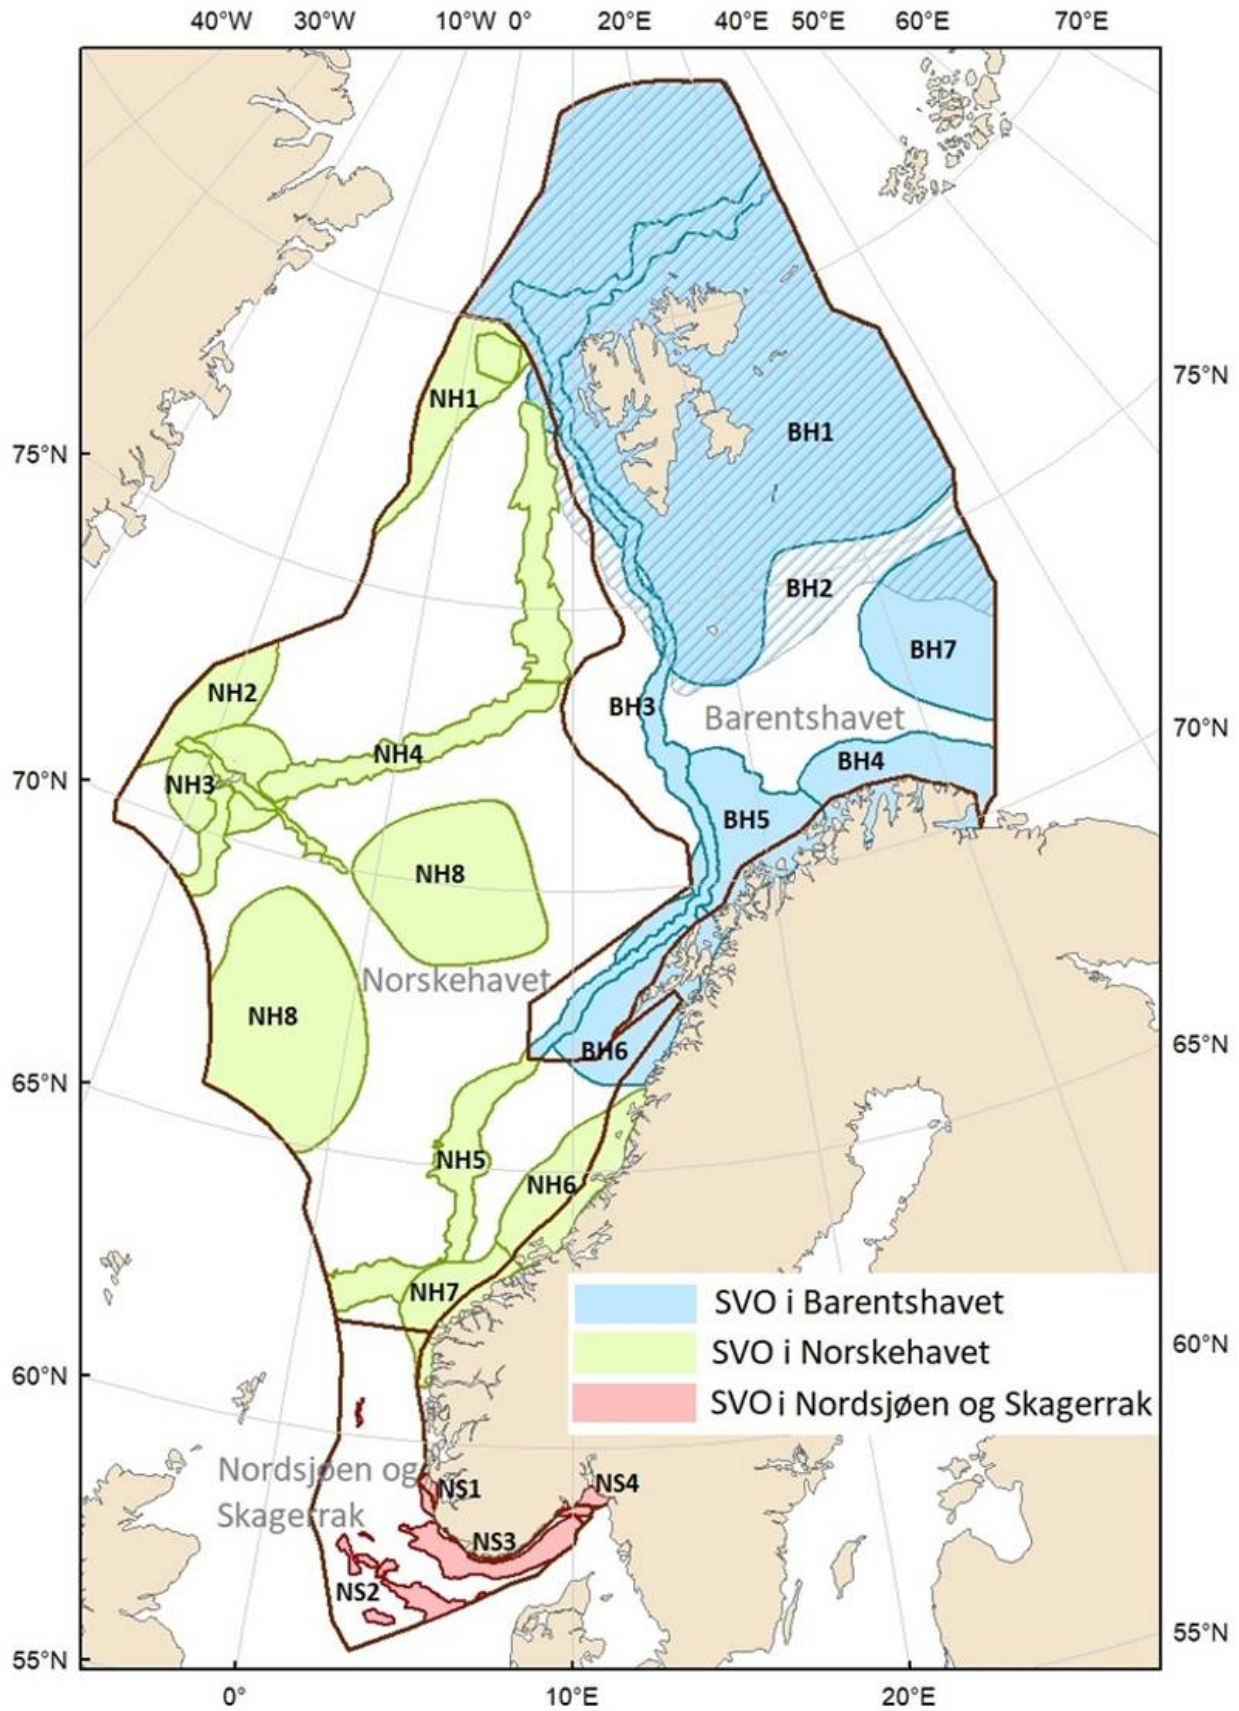 40°W 30°W 10°W 0° 20°E 40°E 50°E 60°E 70°E
75°N
NH1
BH1
75°N
BH2
BH7
NH2
BH3
Barentshavet
70°N
NH4
BH4
NH3
70°N
BH5
NH8
Norskehavet
NH8
BH6
65°N
65°N
NH5
NH6
NH7
SVO i Barentshavet
SVO i Norskehavet
60°N
60°N
SVO i Nordsjøen og Skagerrak
Nordsjøen og
Skagerrak
NS1
NS4
NS3
NS2
55°N
55°N
0° 10°E 20°E